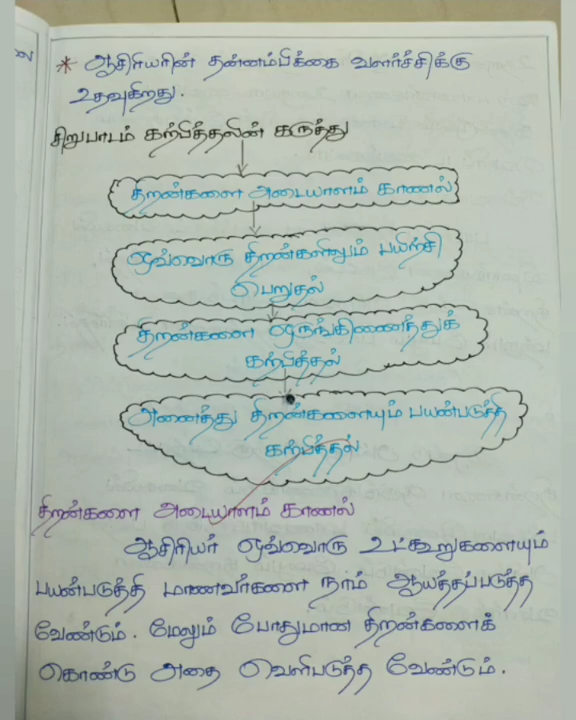 * ஆசிரியரின் தன்னம்பிக்கை வளர்ச்சிக்கு
உதவுகிறது.
சிறுபாடம் கற்பித்தலின் கருத்து
திறன்களை அடையாளம் காணல்
ஒவ்வொரு திறன்களிலும் பயிற்சி
பெறுதல்
திறன்களை ஒருங்கிணைத்துக்
கற்பித்தல்
அனைத்து திறன்களையும் பயன்படுத்தி
கற்பித்தல்
திறன்களை அடையாளம் காணல்
ஆசிரியர் ஒவ்வொரு உட்கூறுகளையும்
பயன்படுத்தி மாணவர்களை நாம் ஆயத்தப்படுத்த
வேண்டும். மேலும் போதுமான திறன்களைக்
கொண்டு அதை வெளிபடுத்த வேண்டும்.